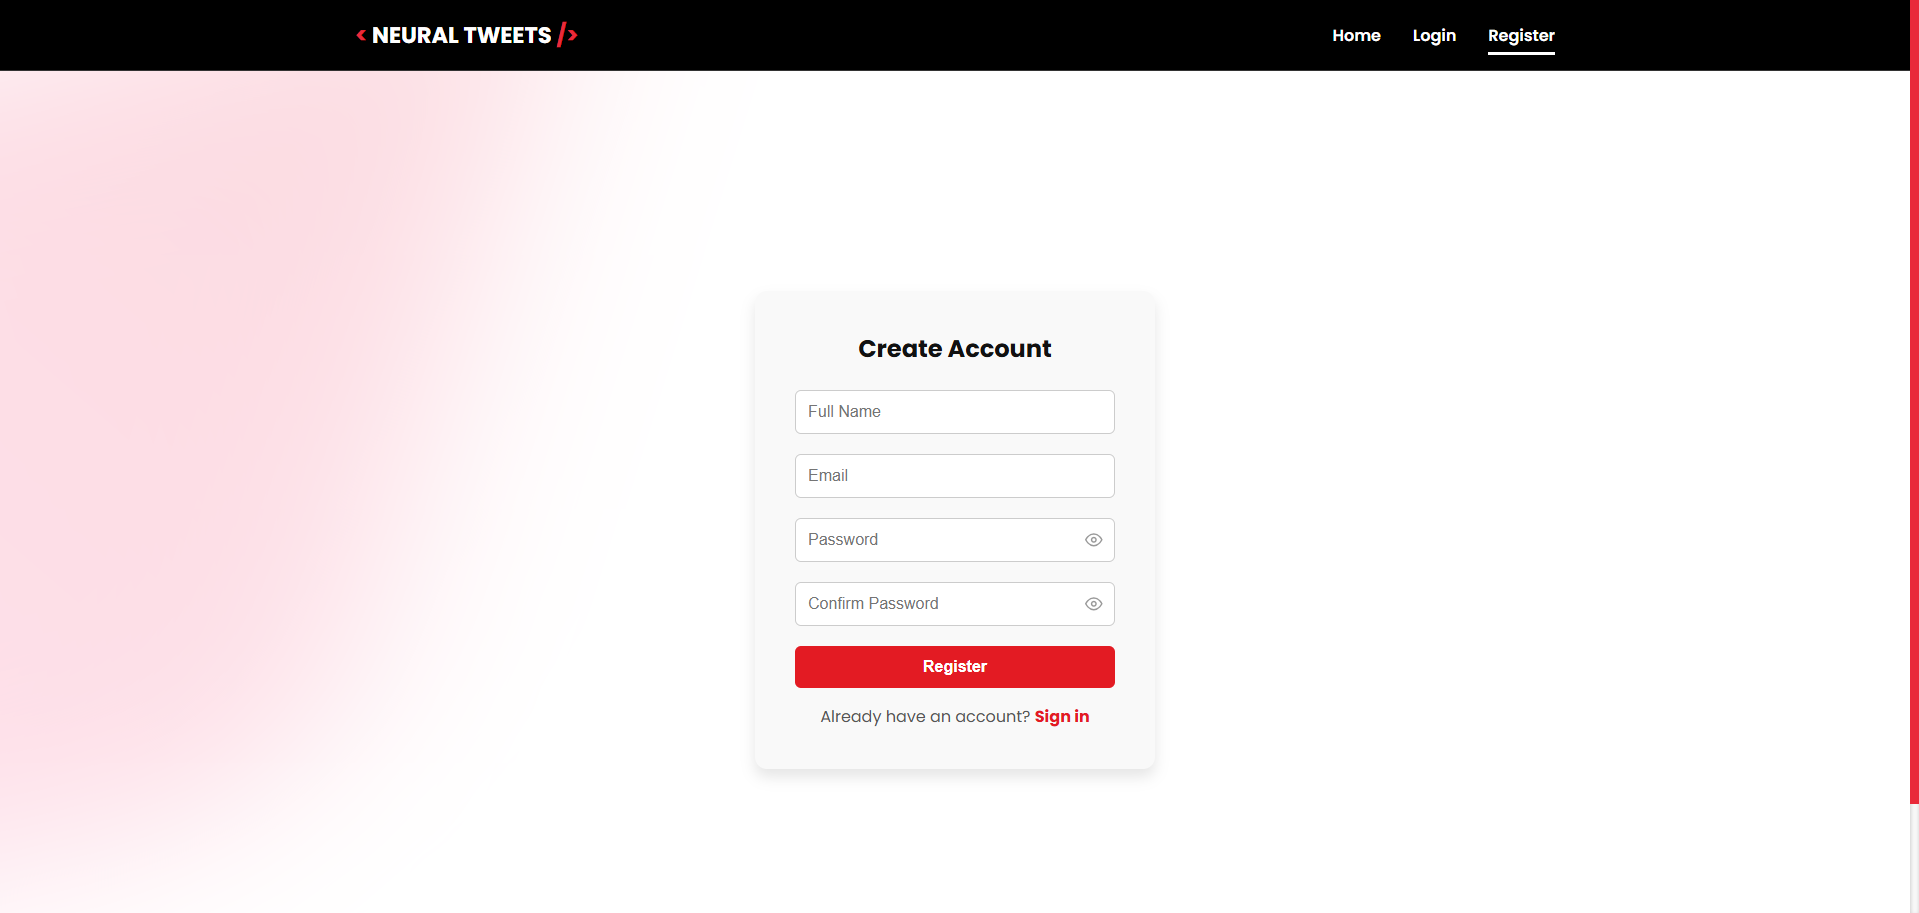 < NEURAL TWEETS />
Home Login Register
Create Account
Full Name
Email
Password
Confirm Password
Register
Already have an account? Sign in